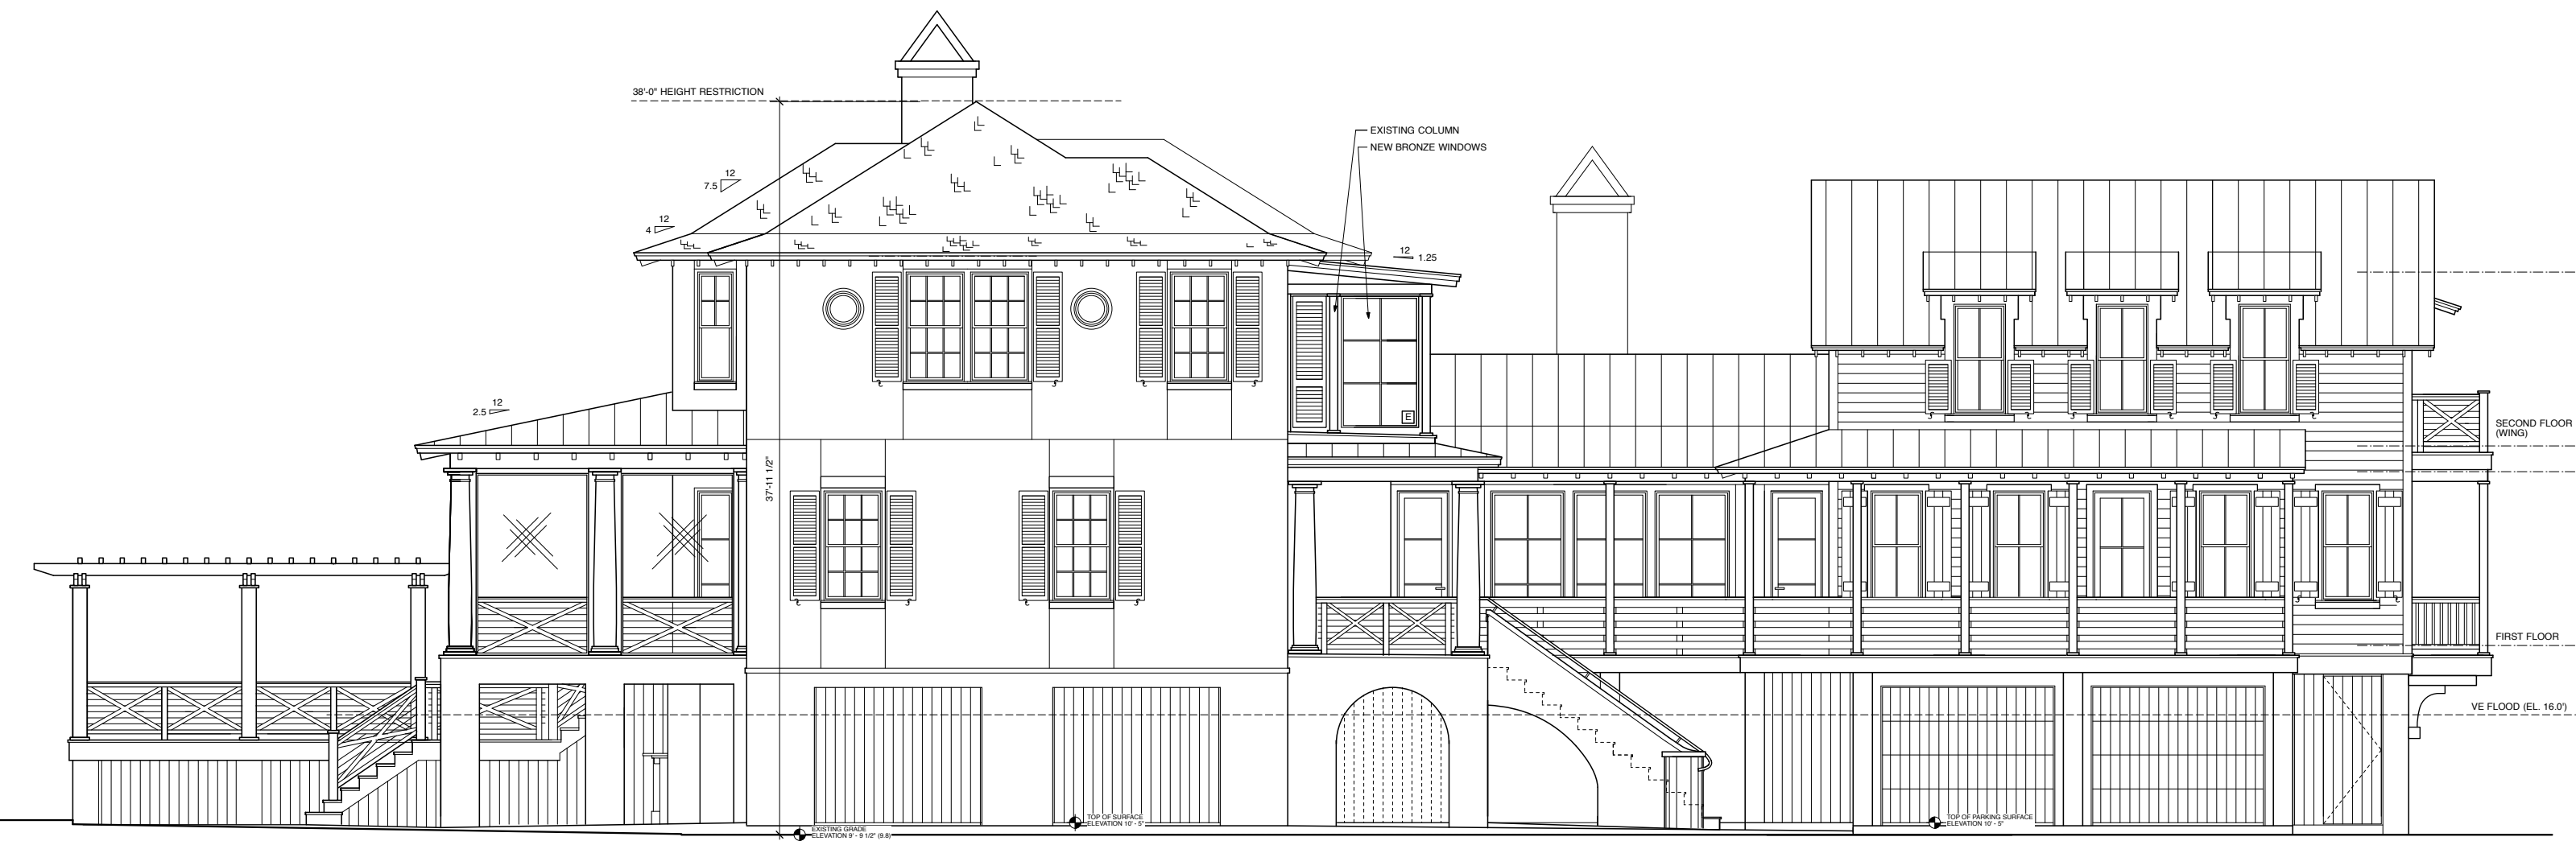 38'-0" HEIGHT RESTRICTION
EXISTING COLUMN
NEW BRONZE WINDOWS
12
7.5
12
4
12
1.25
12
2.5
E
37'-11 1/2"
SECOND FLOOR
(WING)
FIRST FLOOR
VE FLOOD (EL. 16.0')
TOP OF SURFACE
ELEVATION 10' - 5"
TOP OF PARKING SURFACE
ELEVATION 10' - 5"
EXISTING GRADE
ELEVATION 9' - 9 1/2" (9.8)